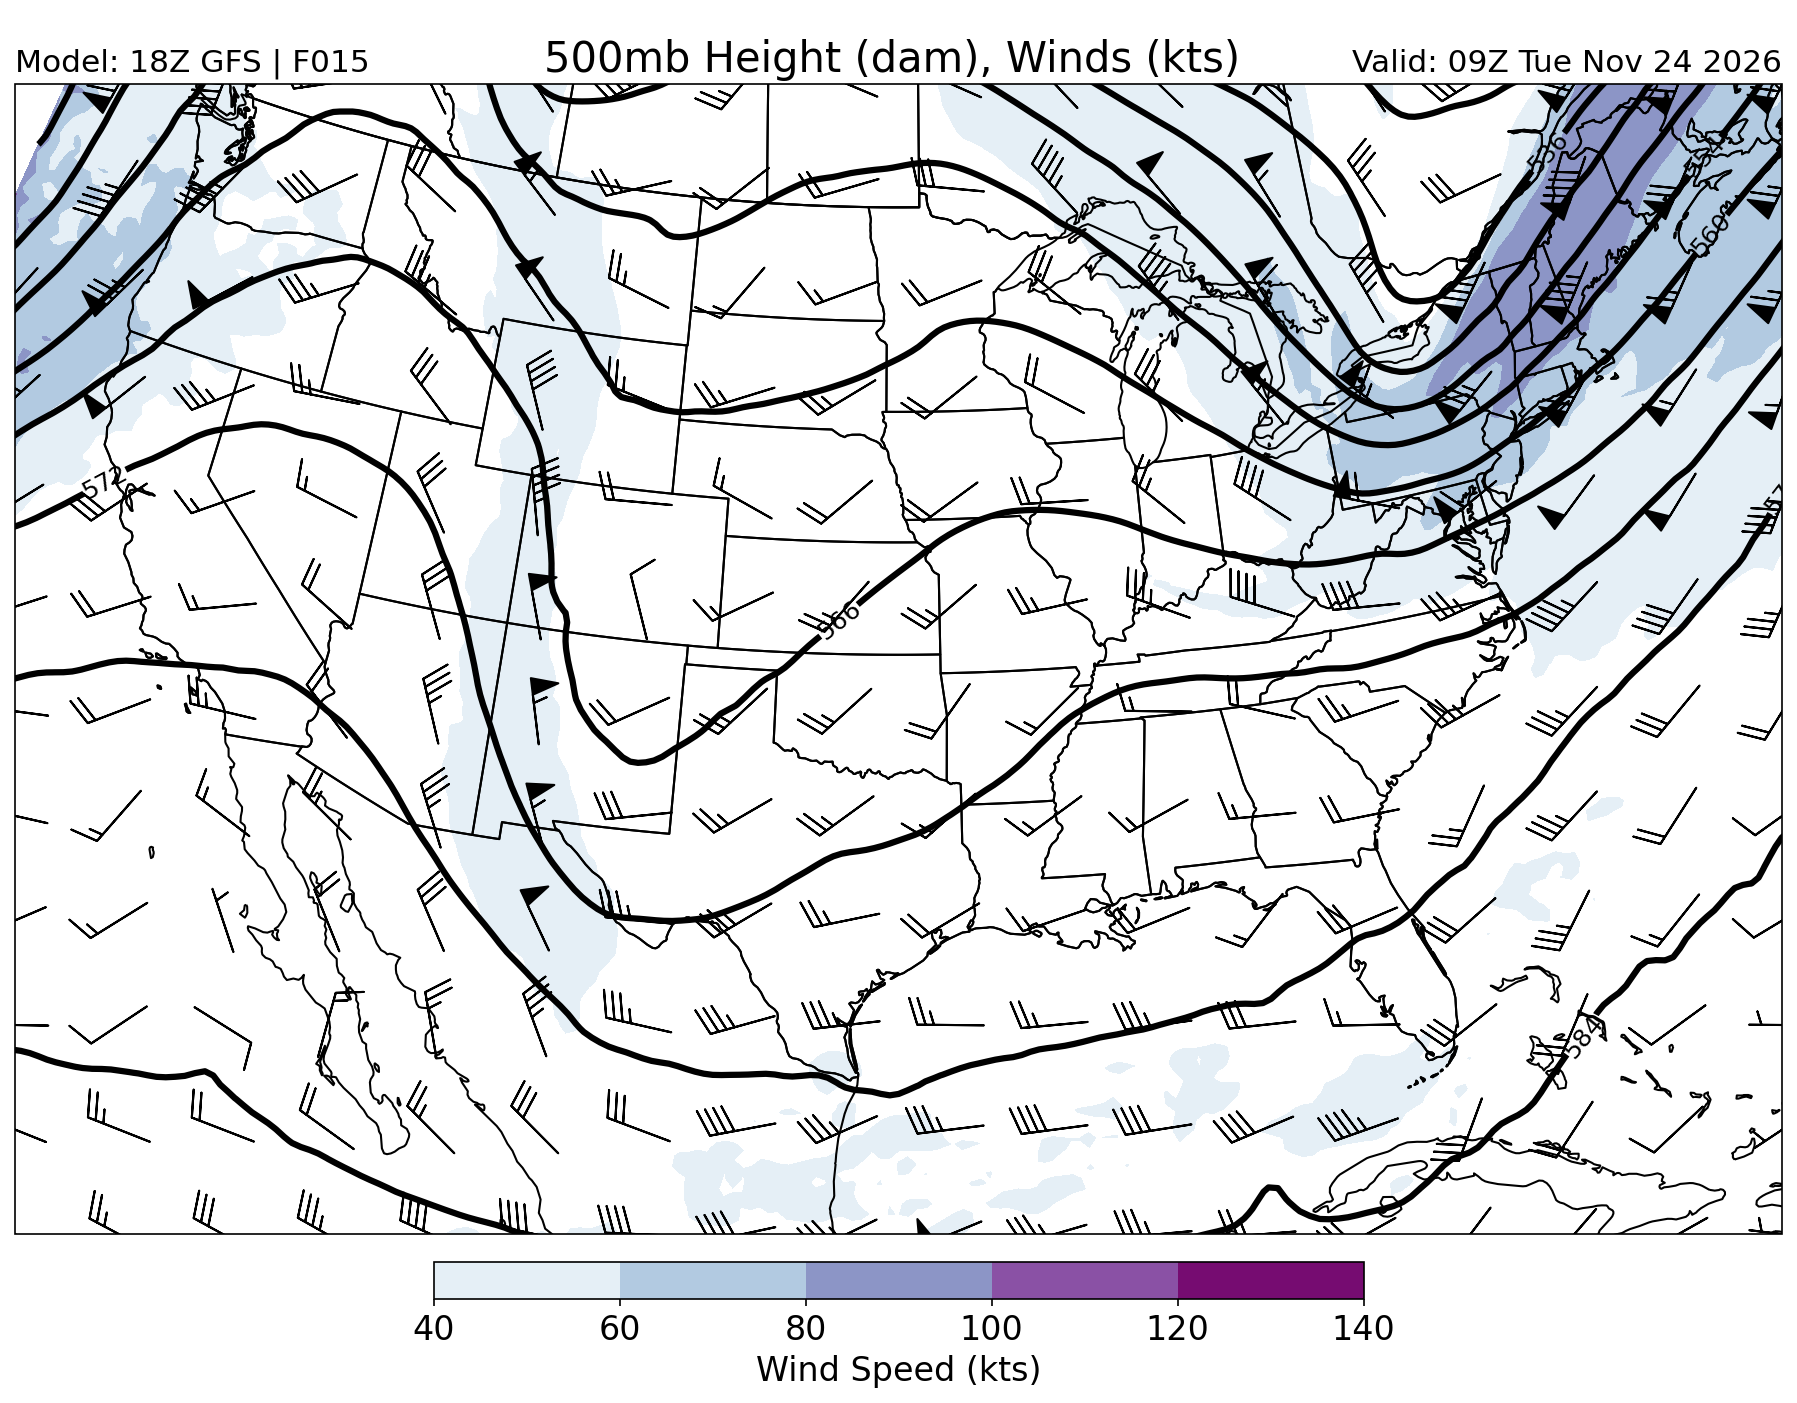 Model: 18Z GFS | F015
500mb Height (dam), Winds (kts)
Valid: 09Z Tue Nov 24 2026
536
560
572
566
584
40 60 80 100 120 140
Wind Speed (kts)